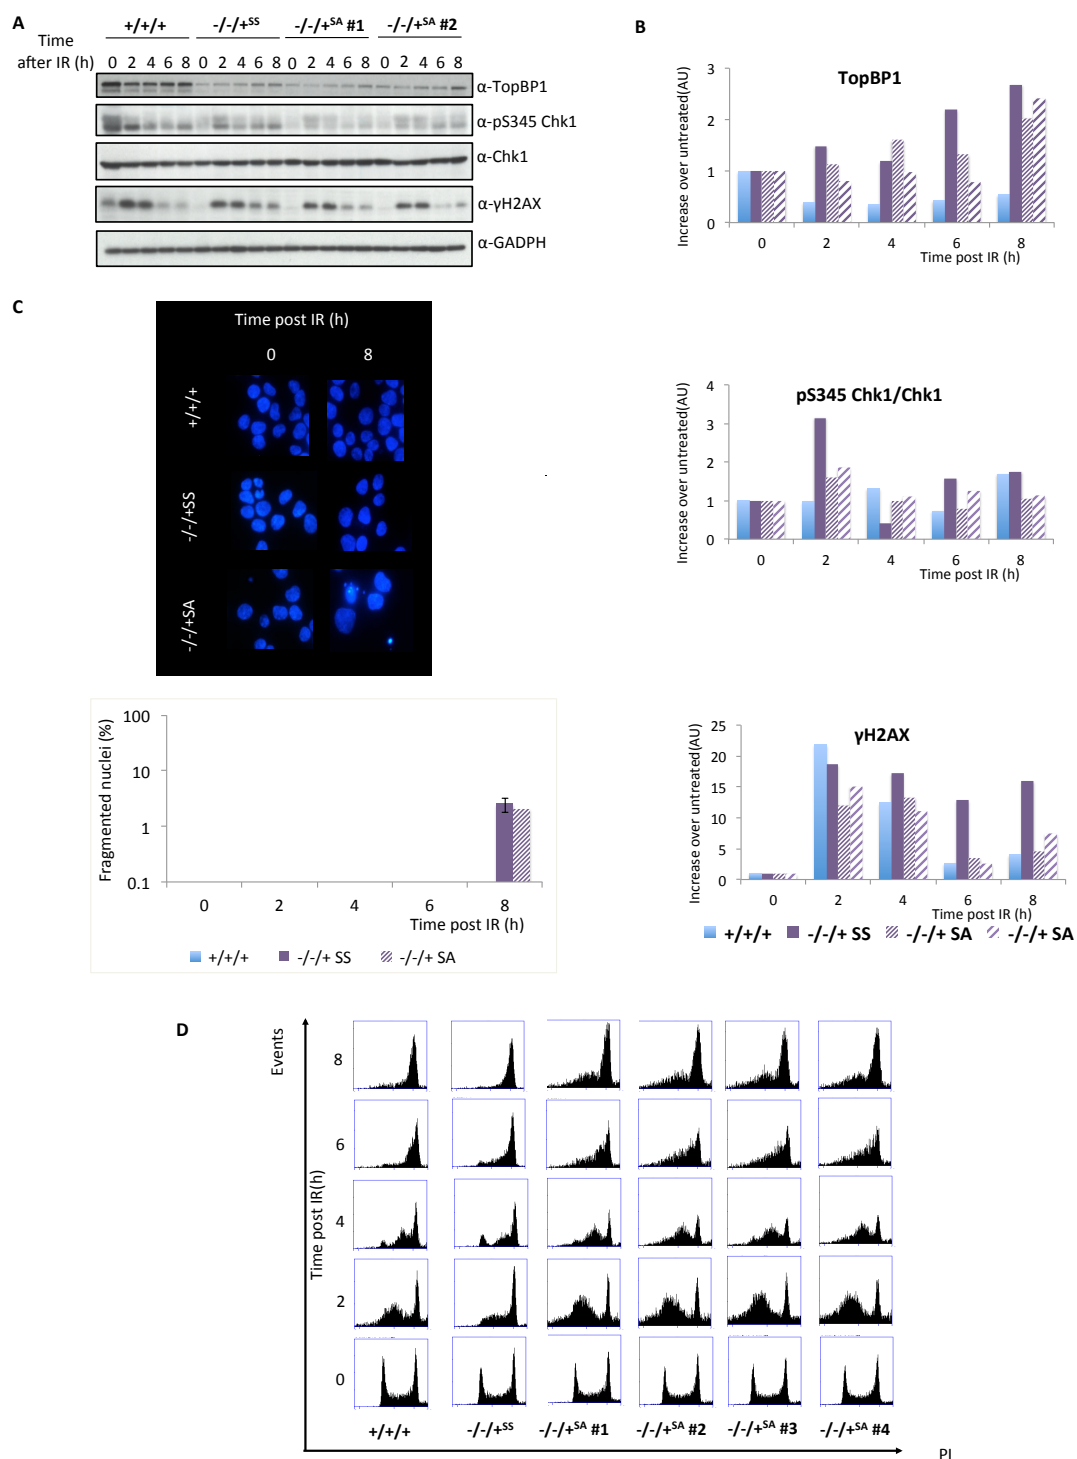 A
+/+/+
-/-/+SS
-/-/+SA #1
-/-/+SA #2
Time
after IR (h)
0 2 4 6 8 0 2 4 6 8 0 2 4 6 8 0 2 4 6 8
α-TopBP1
α-pS345 Chk1
α-Chk1
α-γH2AX
α-GADPH
B
TopBP1
Increase over untreated(AU)
3
2
1
0
0 2 4 6 8
Time post IR (h)
pS345 Chk1/Chk1
Increase over untreated(AU)
4
3
2
1
0
0 2 4 6 8
Time post IR (h)
γH2AX
Increase over untreated(AU)
25
20
15
10
5
0
0 2 4 6 8
Time post IR (h)
+/+/+ -/-/+ SS -/-/+ SA -/-/+ SA
C
Time post IR (h)
0 8
+/+/+
-/-/+SS
-/-/+SA
Fragmented nuclei (%)
100
10
1
0.1
0 2 4 6 8
Time post IR (h)
+/+/+ -/-/+ SS -/-/+ SA
D
Events
Time post IR(h)
8
6
4
2
0
+/+/+ -/-/+SS -/-/+SA #1 -/-/+SA #2 -/-/+SA #3 -/-/+SA #4
PI